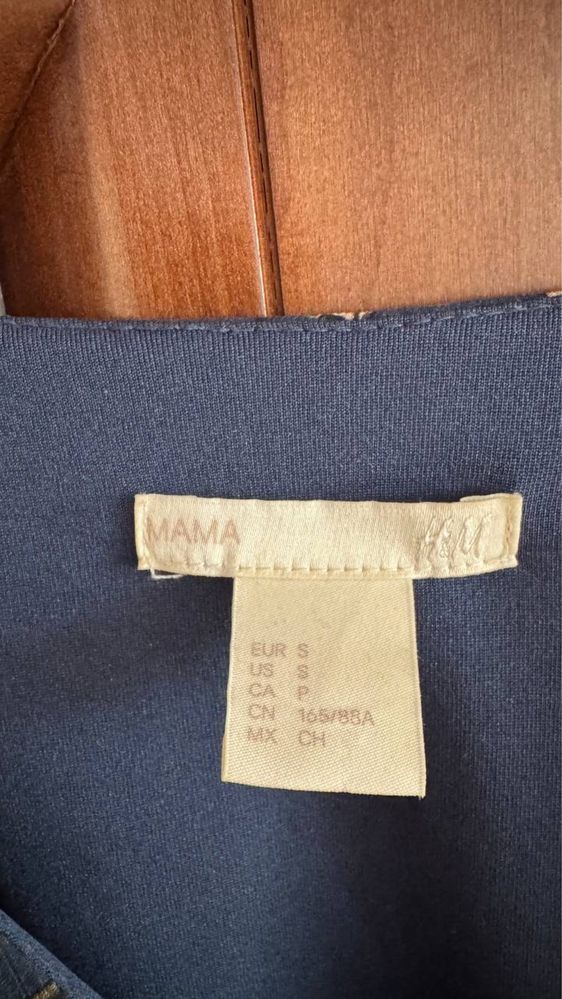 MAMA H&M
EUR S
US S
CA P
CN 165/88A
MX CH